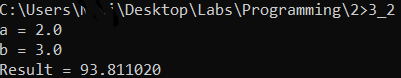 C:\Users\ \Desktop\Labs\Programming\2>3_2
a = 2.0
b = 3.0
Result = 93.811020